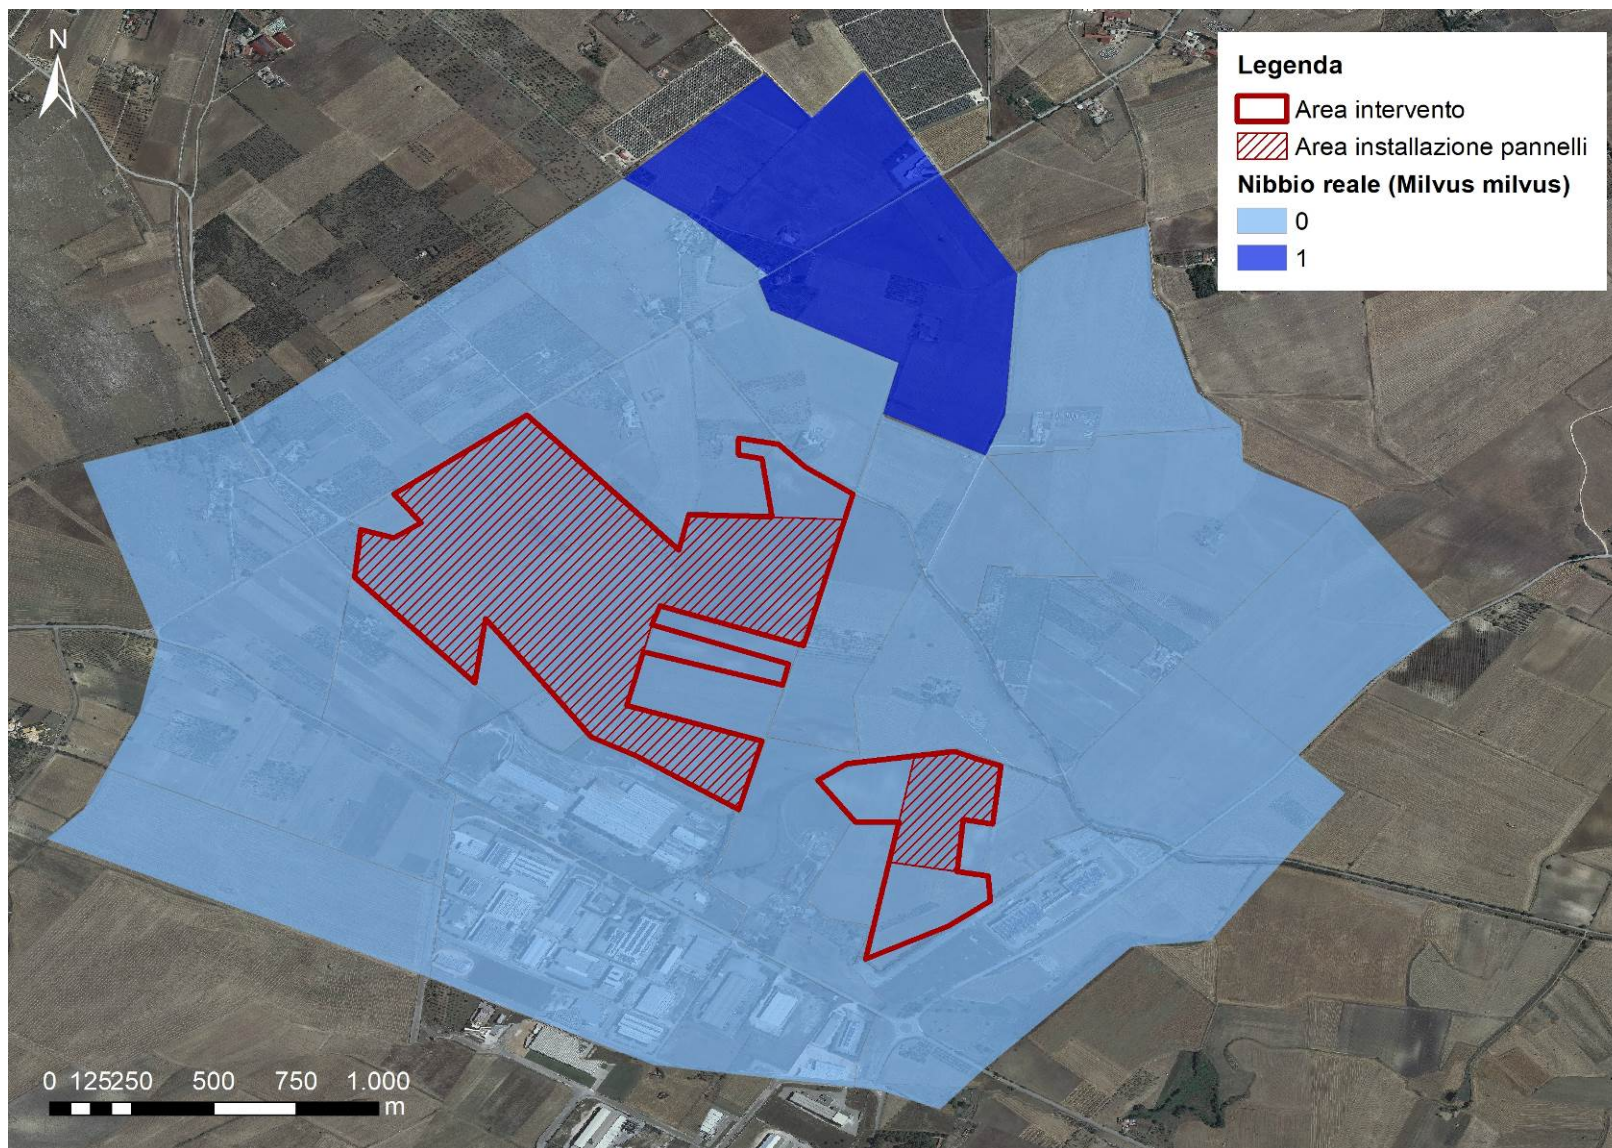 N
Legenda
Area intervento
Area installazione pannelli
Nibbio reale (Milvus milvus)
0
1
0 125250 500 750 1.000
m